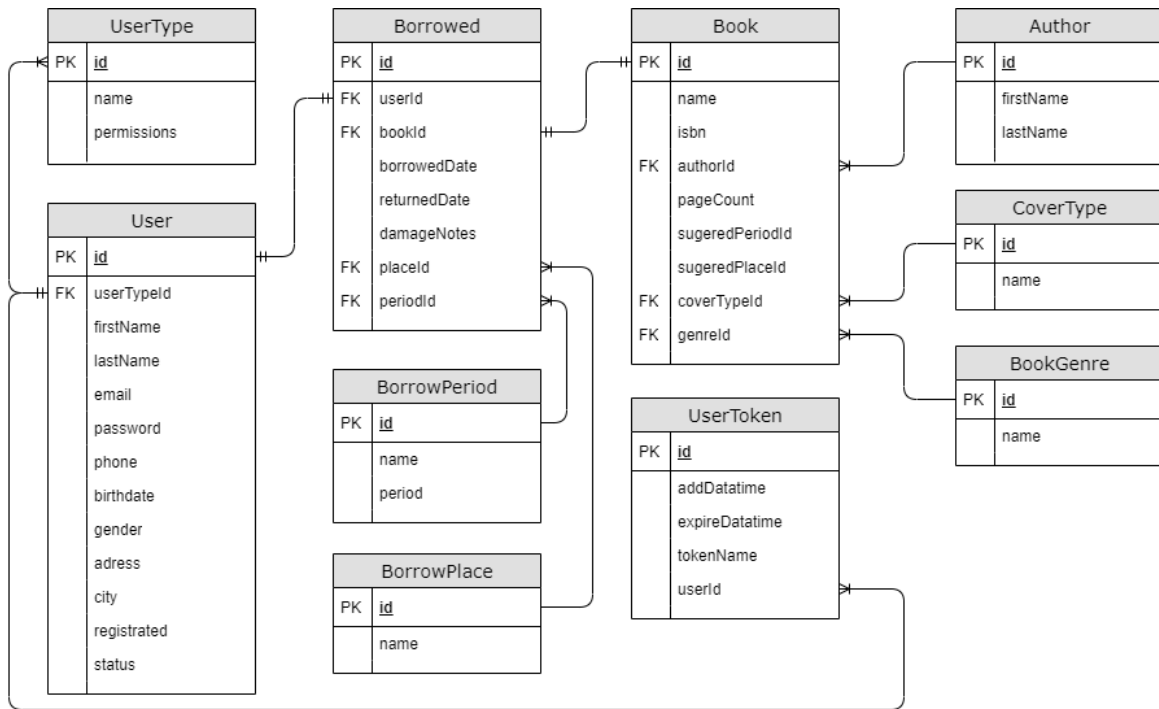 UserType
PK id
name
permissions
User
PK id
FK userTypeId
firstName
lastName
email
password
phone
birthdate
gender
adress
city
registrated
status
Borrowed
PK id
FK userId
FK bookId
borrowedDate
returnedDate
damageNotes
FK placeId
FK periodId
BorrowPeriod
PK id
name
period
BorrowPlace
PK id
name
Book
PK id
name
isbn
FK authorId
pageCount
sugeredPeriodId
sugeredPlaceId
FK coverTypeId
FK genreId
UserToken
PK id
addDatatime
expireDatatime
tokenName
userId
Author
PK id
firstName
lastName
CoverType
PK id
name
BookGenre
PK id
name